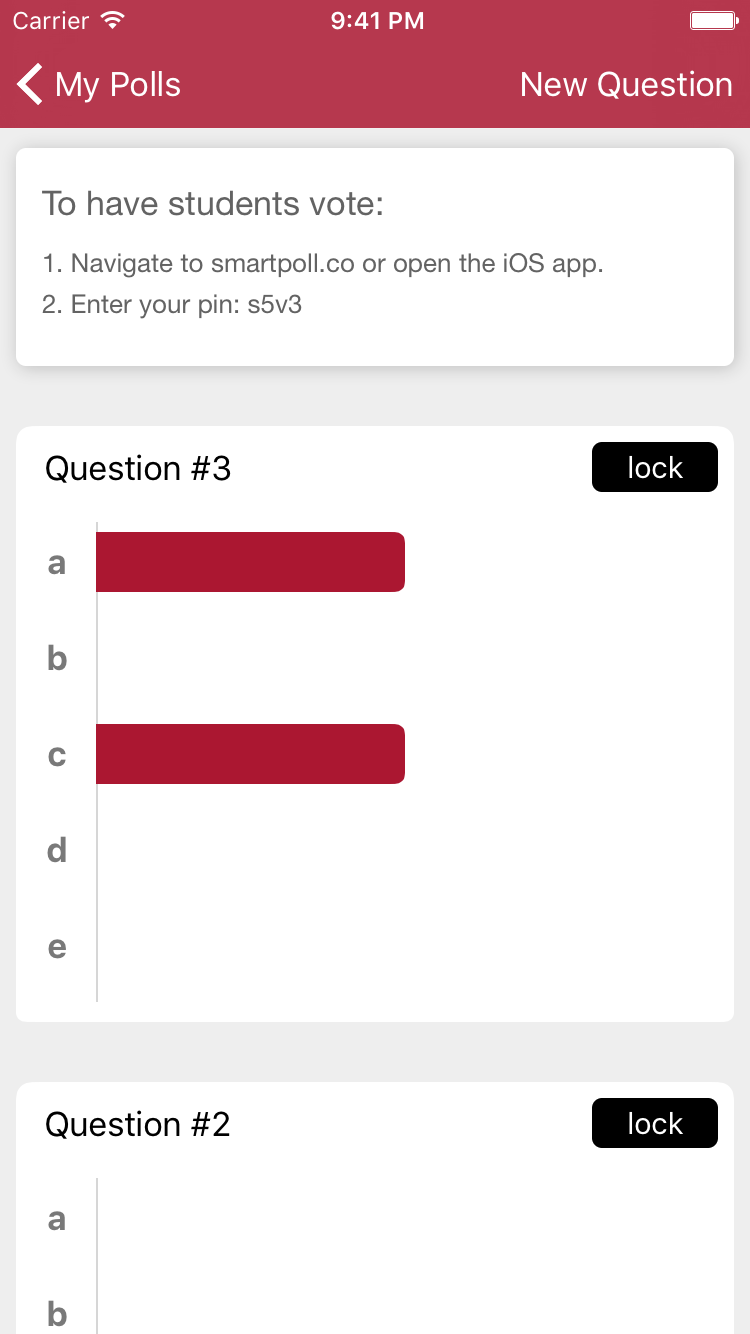 Carrier 9:41 PM
My Polls New Question
To have students vote:
1. Navigate to smartpoll.co or open the iOS app.
2. Enter your pin: s5v3
Question #3 lock
a
b
c
d
e
Question #2 lock
a
b